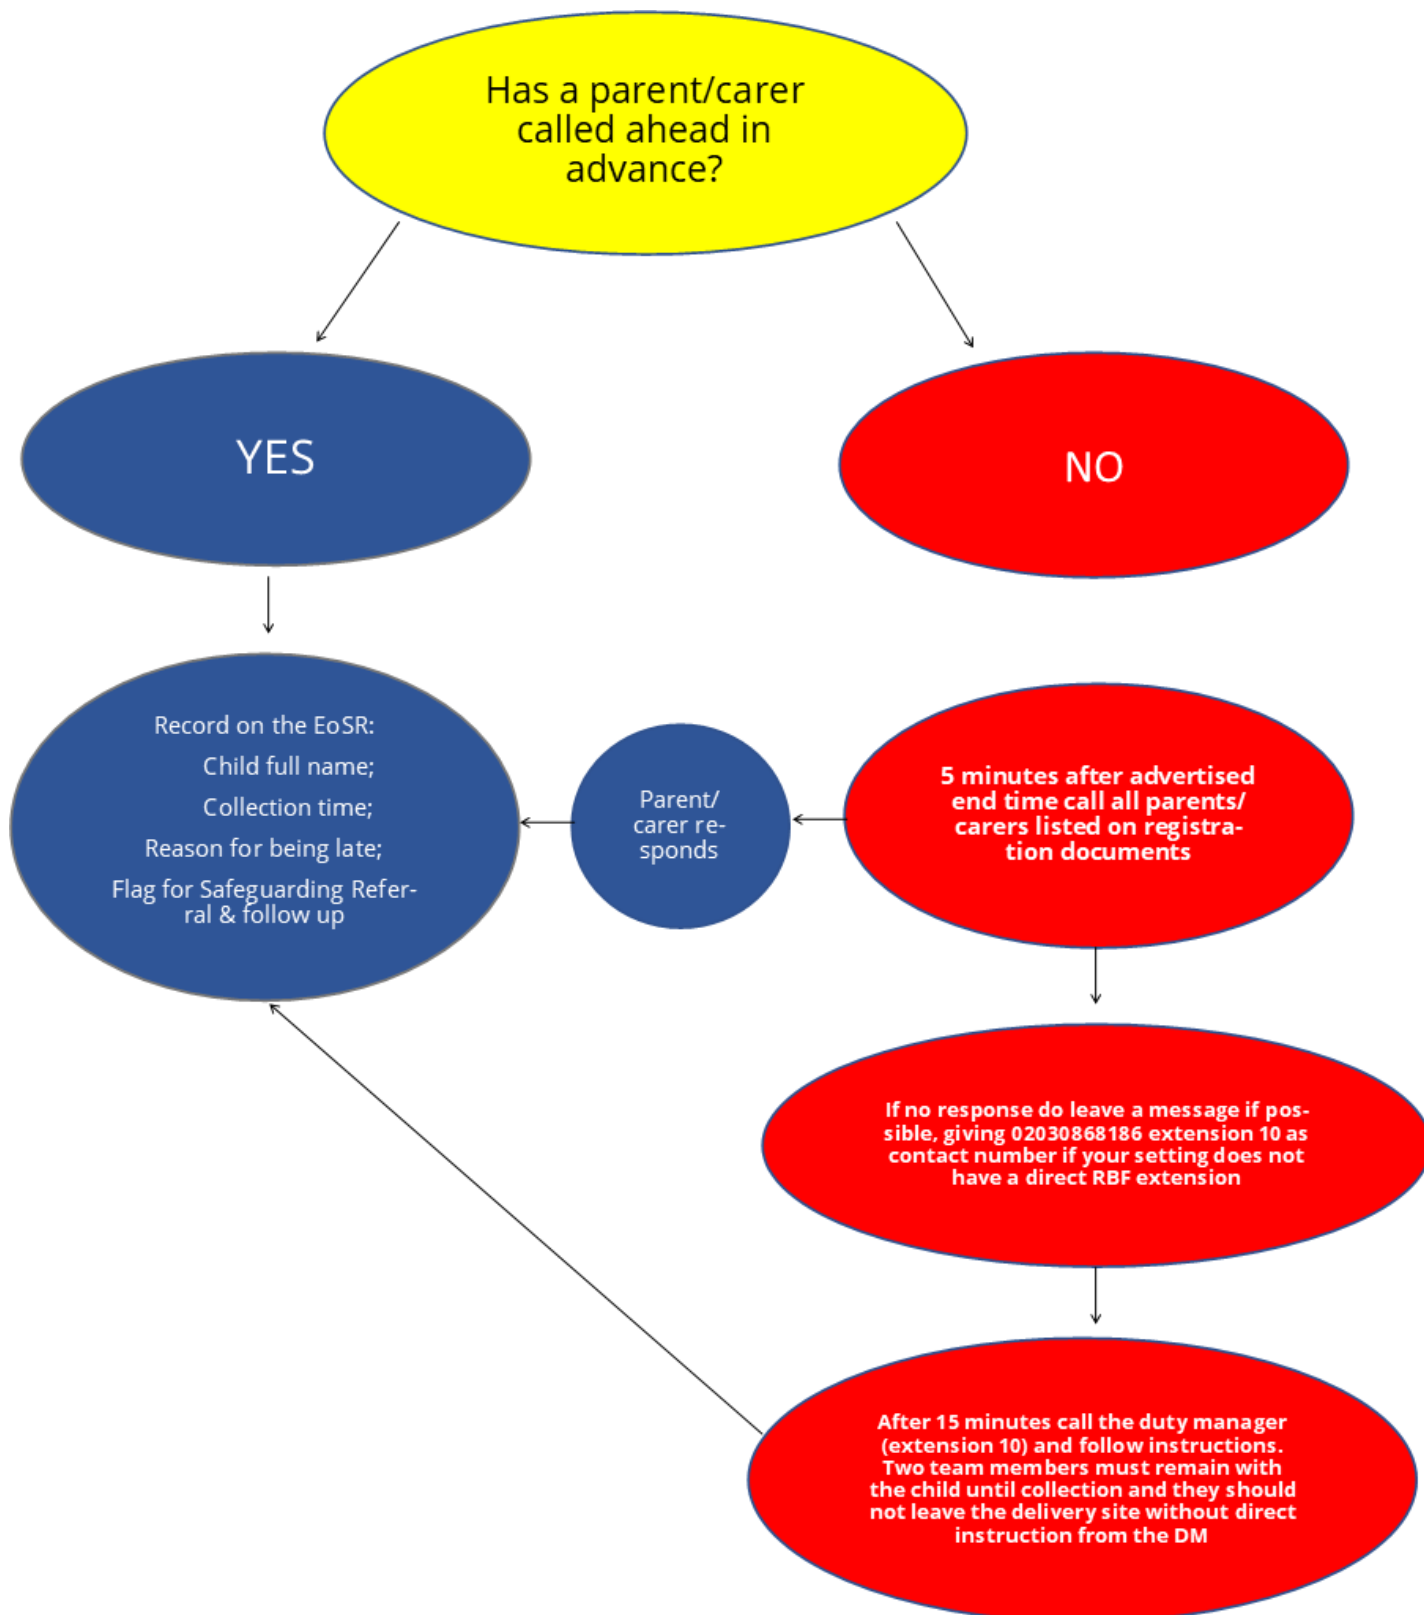 Has a parent/carer
called ahead in
advance?
YES
NO
Record on the EoSR:
Child full name;
Collection time;
Reason for being late;
Flag for Safeguarding Refer-
ral & follow up
Parent/
carer re-
sponds
5 minutes after advertised
end time call all parents/
carers listed on registra-
tion documents
If no response do leave a message if pos-
sible, giving 02030868186 extension 10 as
contact number if your setting does not
have a direct RBF extension
After 15 minutes call the duty manager
(extension 10) and follow instructions.
Two team members must remain with
the child until collection and they should
not leave the delivery site without direct
instruction from the DM